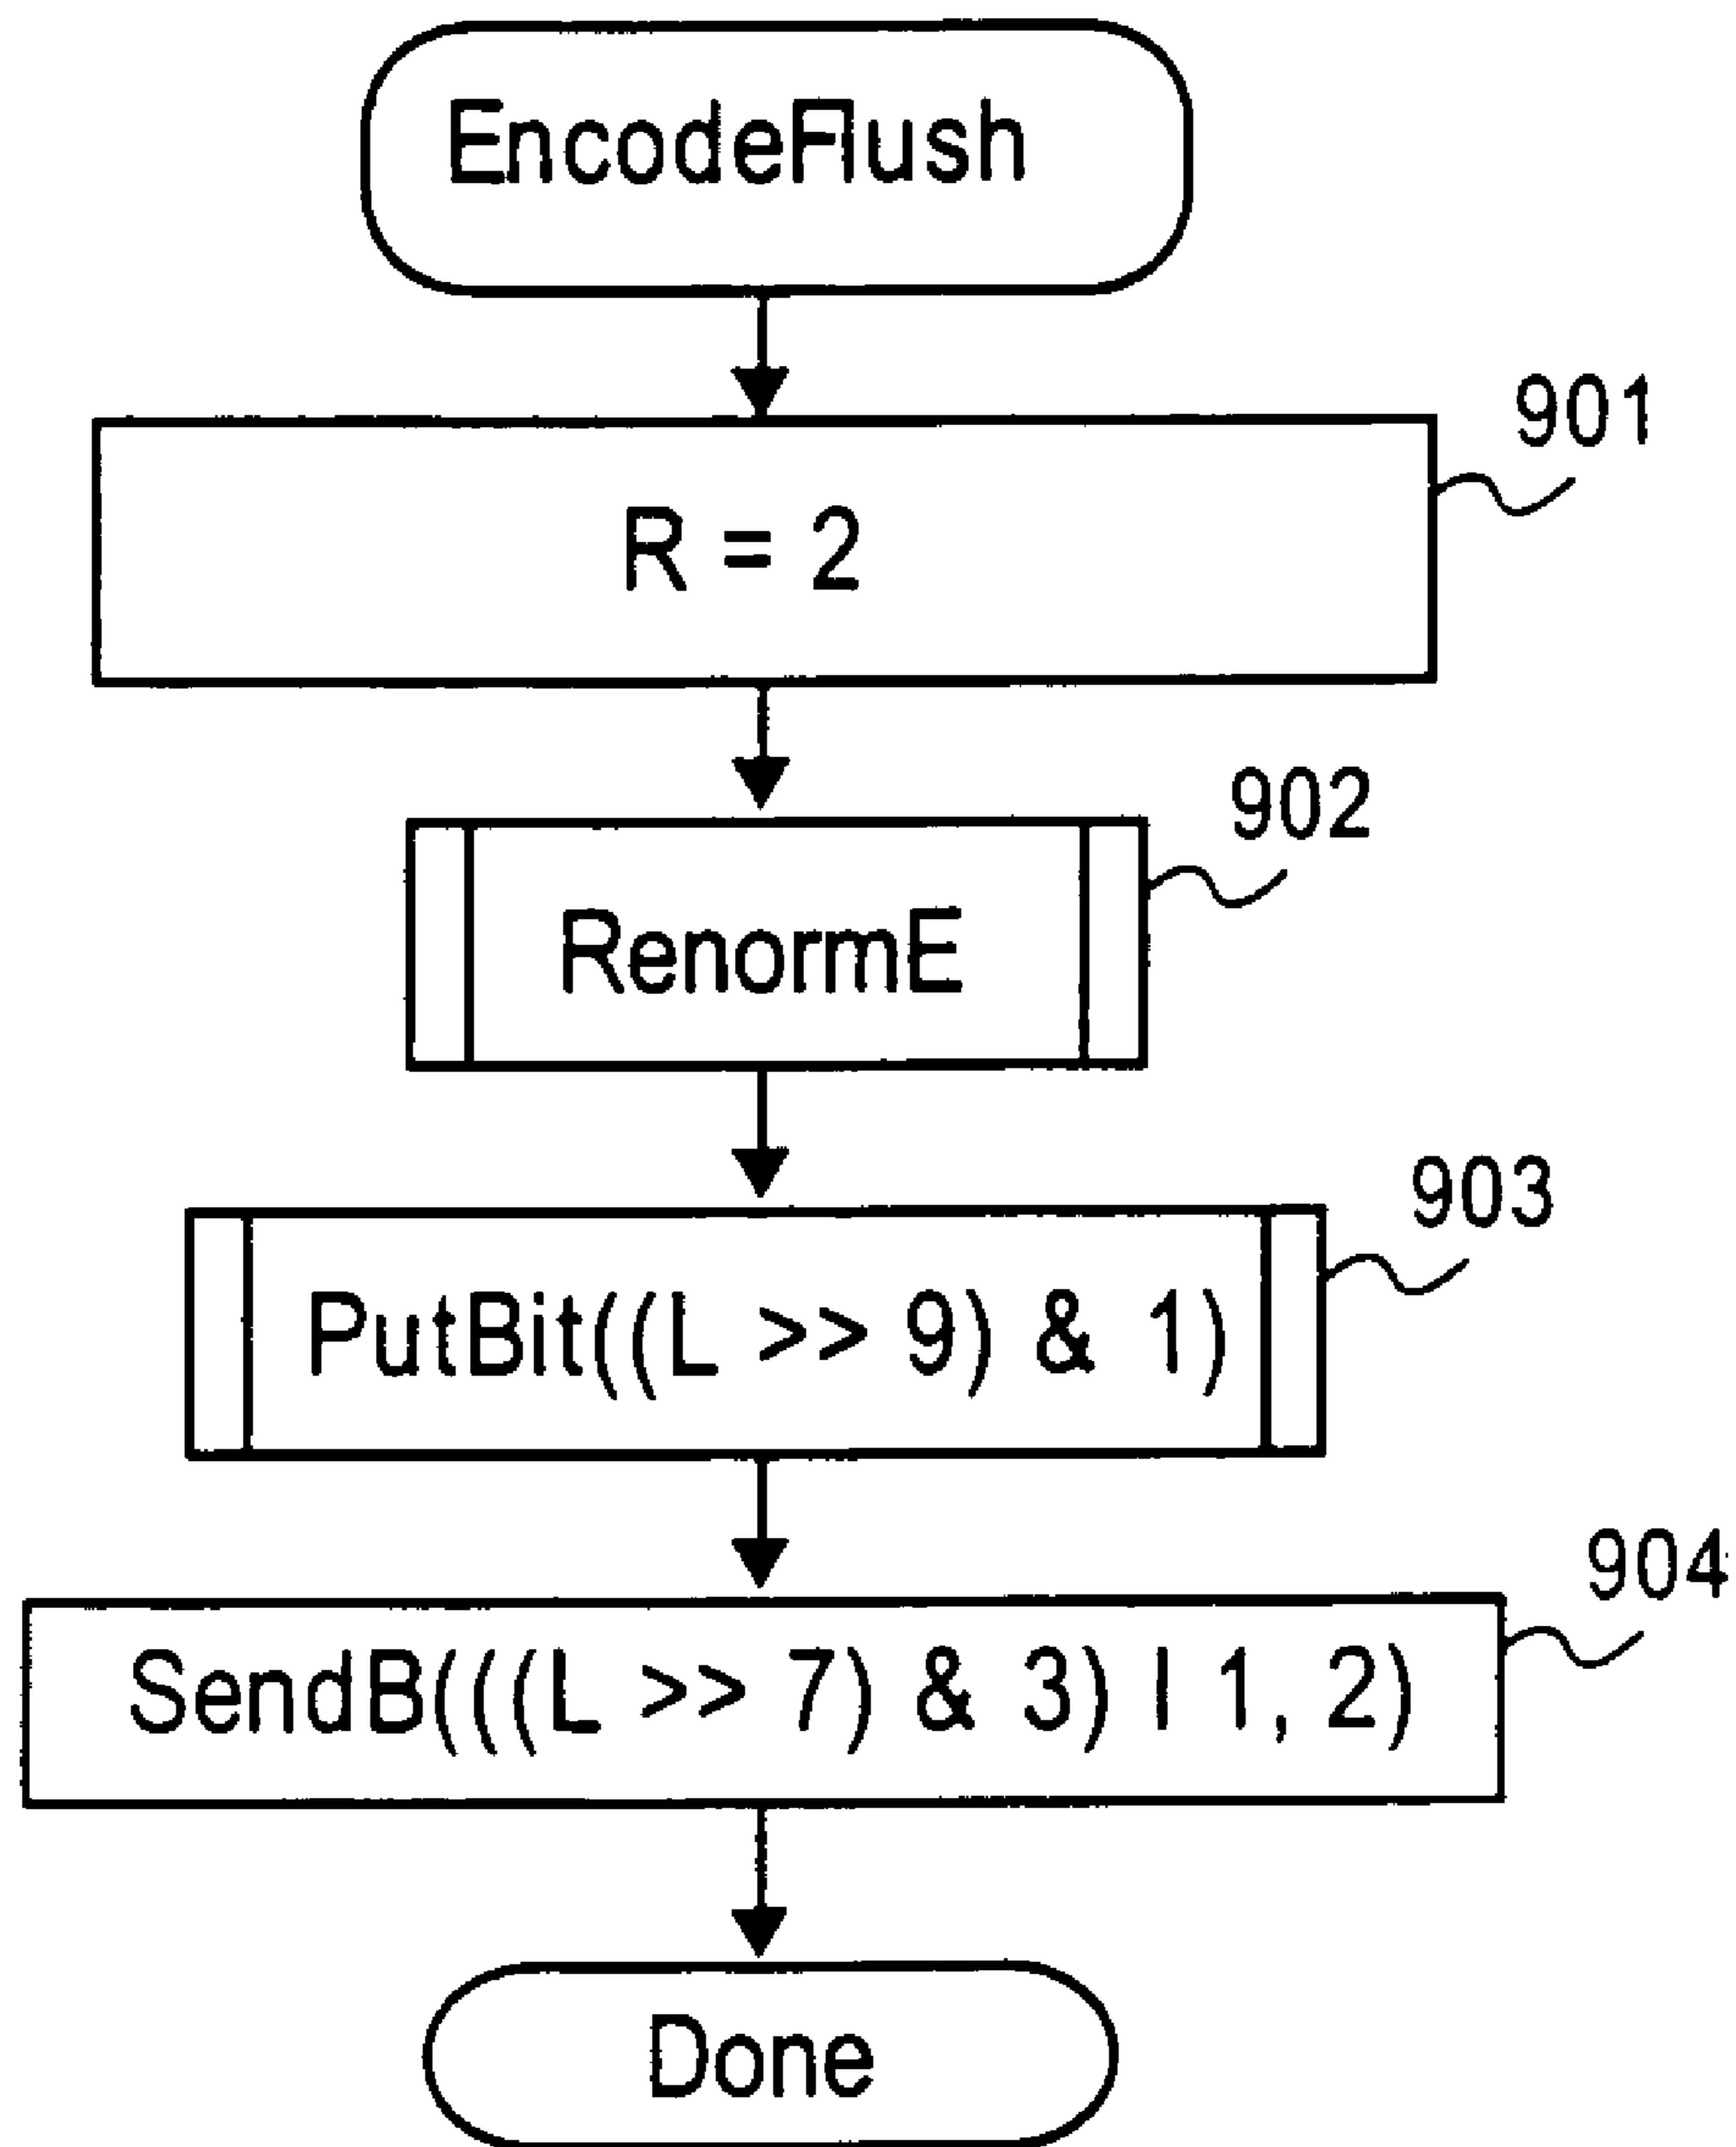 EncodeFlush
901
R = 2
902
RenormE
903
PutBit((L >> 9) & 1)
904
SendB(((L >> 7) & 3) | 1, 2)
Done